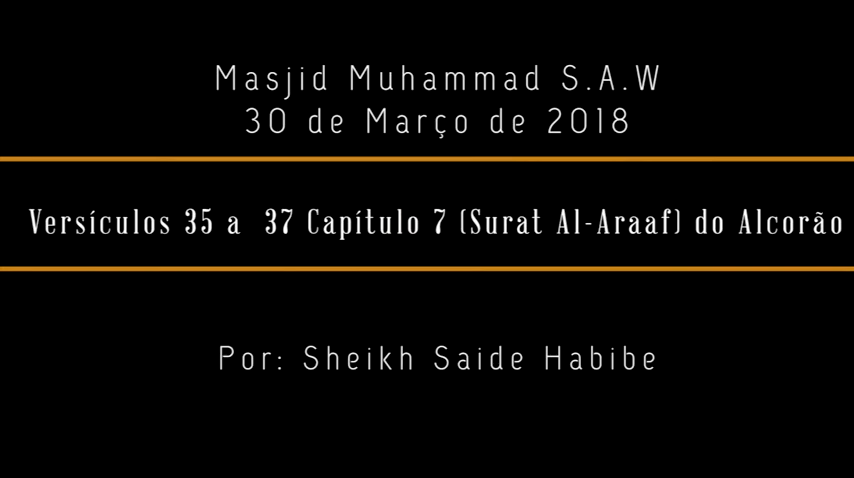 Masjid Muhammad S.A.W
30 de Março de 2018
Versículos 35 a 37 Capítulo 7 (Surat Al-Araaf) do Alcorão
Por: Sheikh Saide Habibe